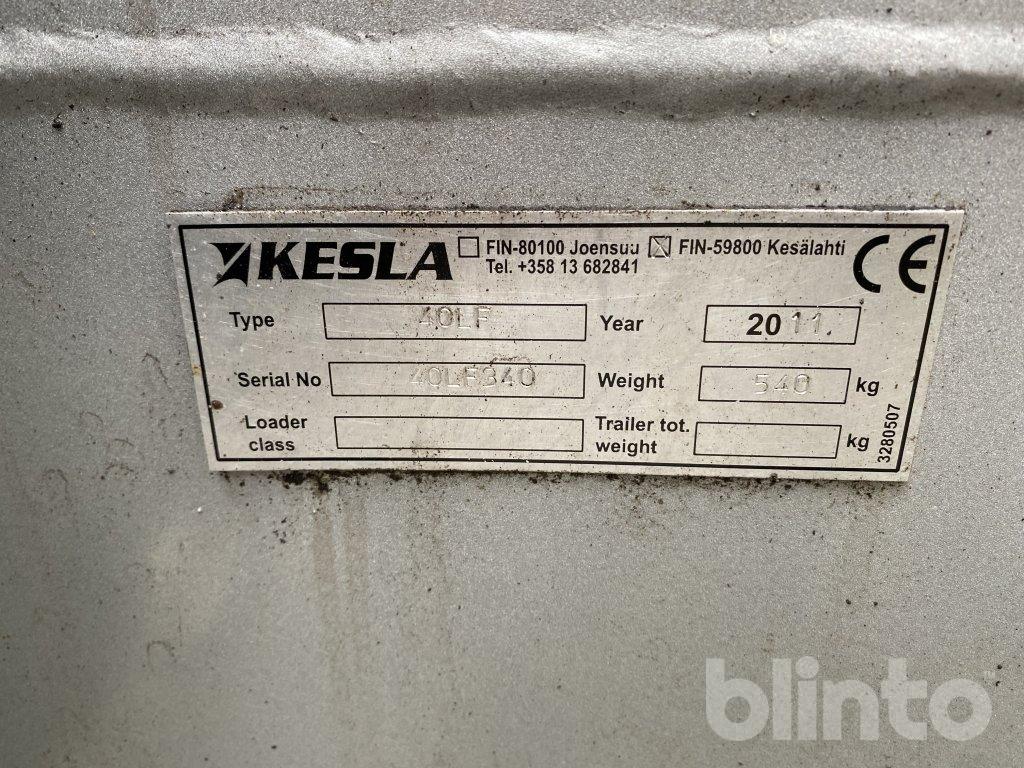 KESLA FIN-80100 Joensuu FIN-59800 Kesälahti CE
Tel. +358 13 682841
Type 40LF Year 2011
Serial No 40LF340 Weight 540 kg
Loader class Trailer tot. weight kg
3280507
blinto